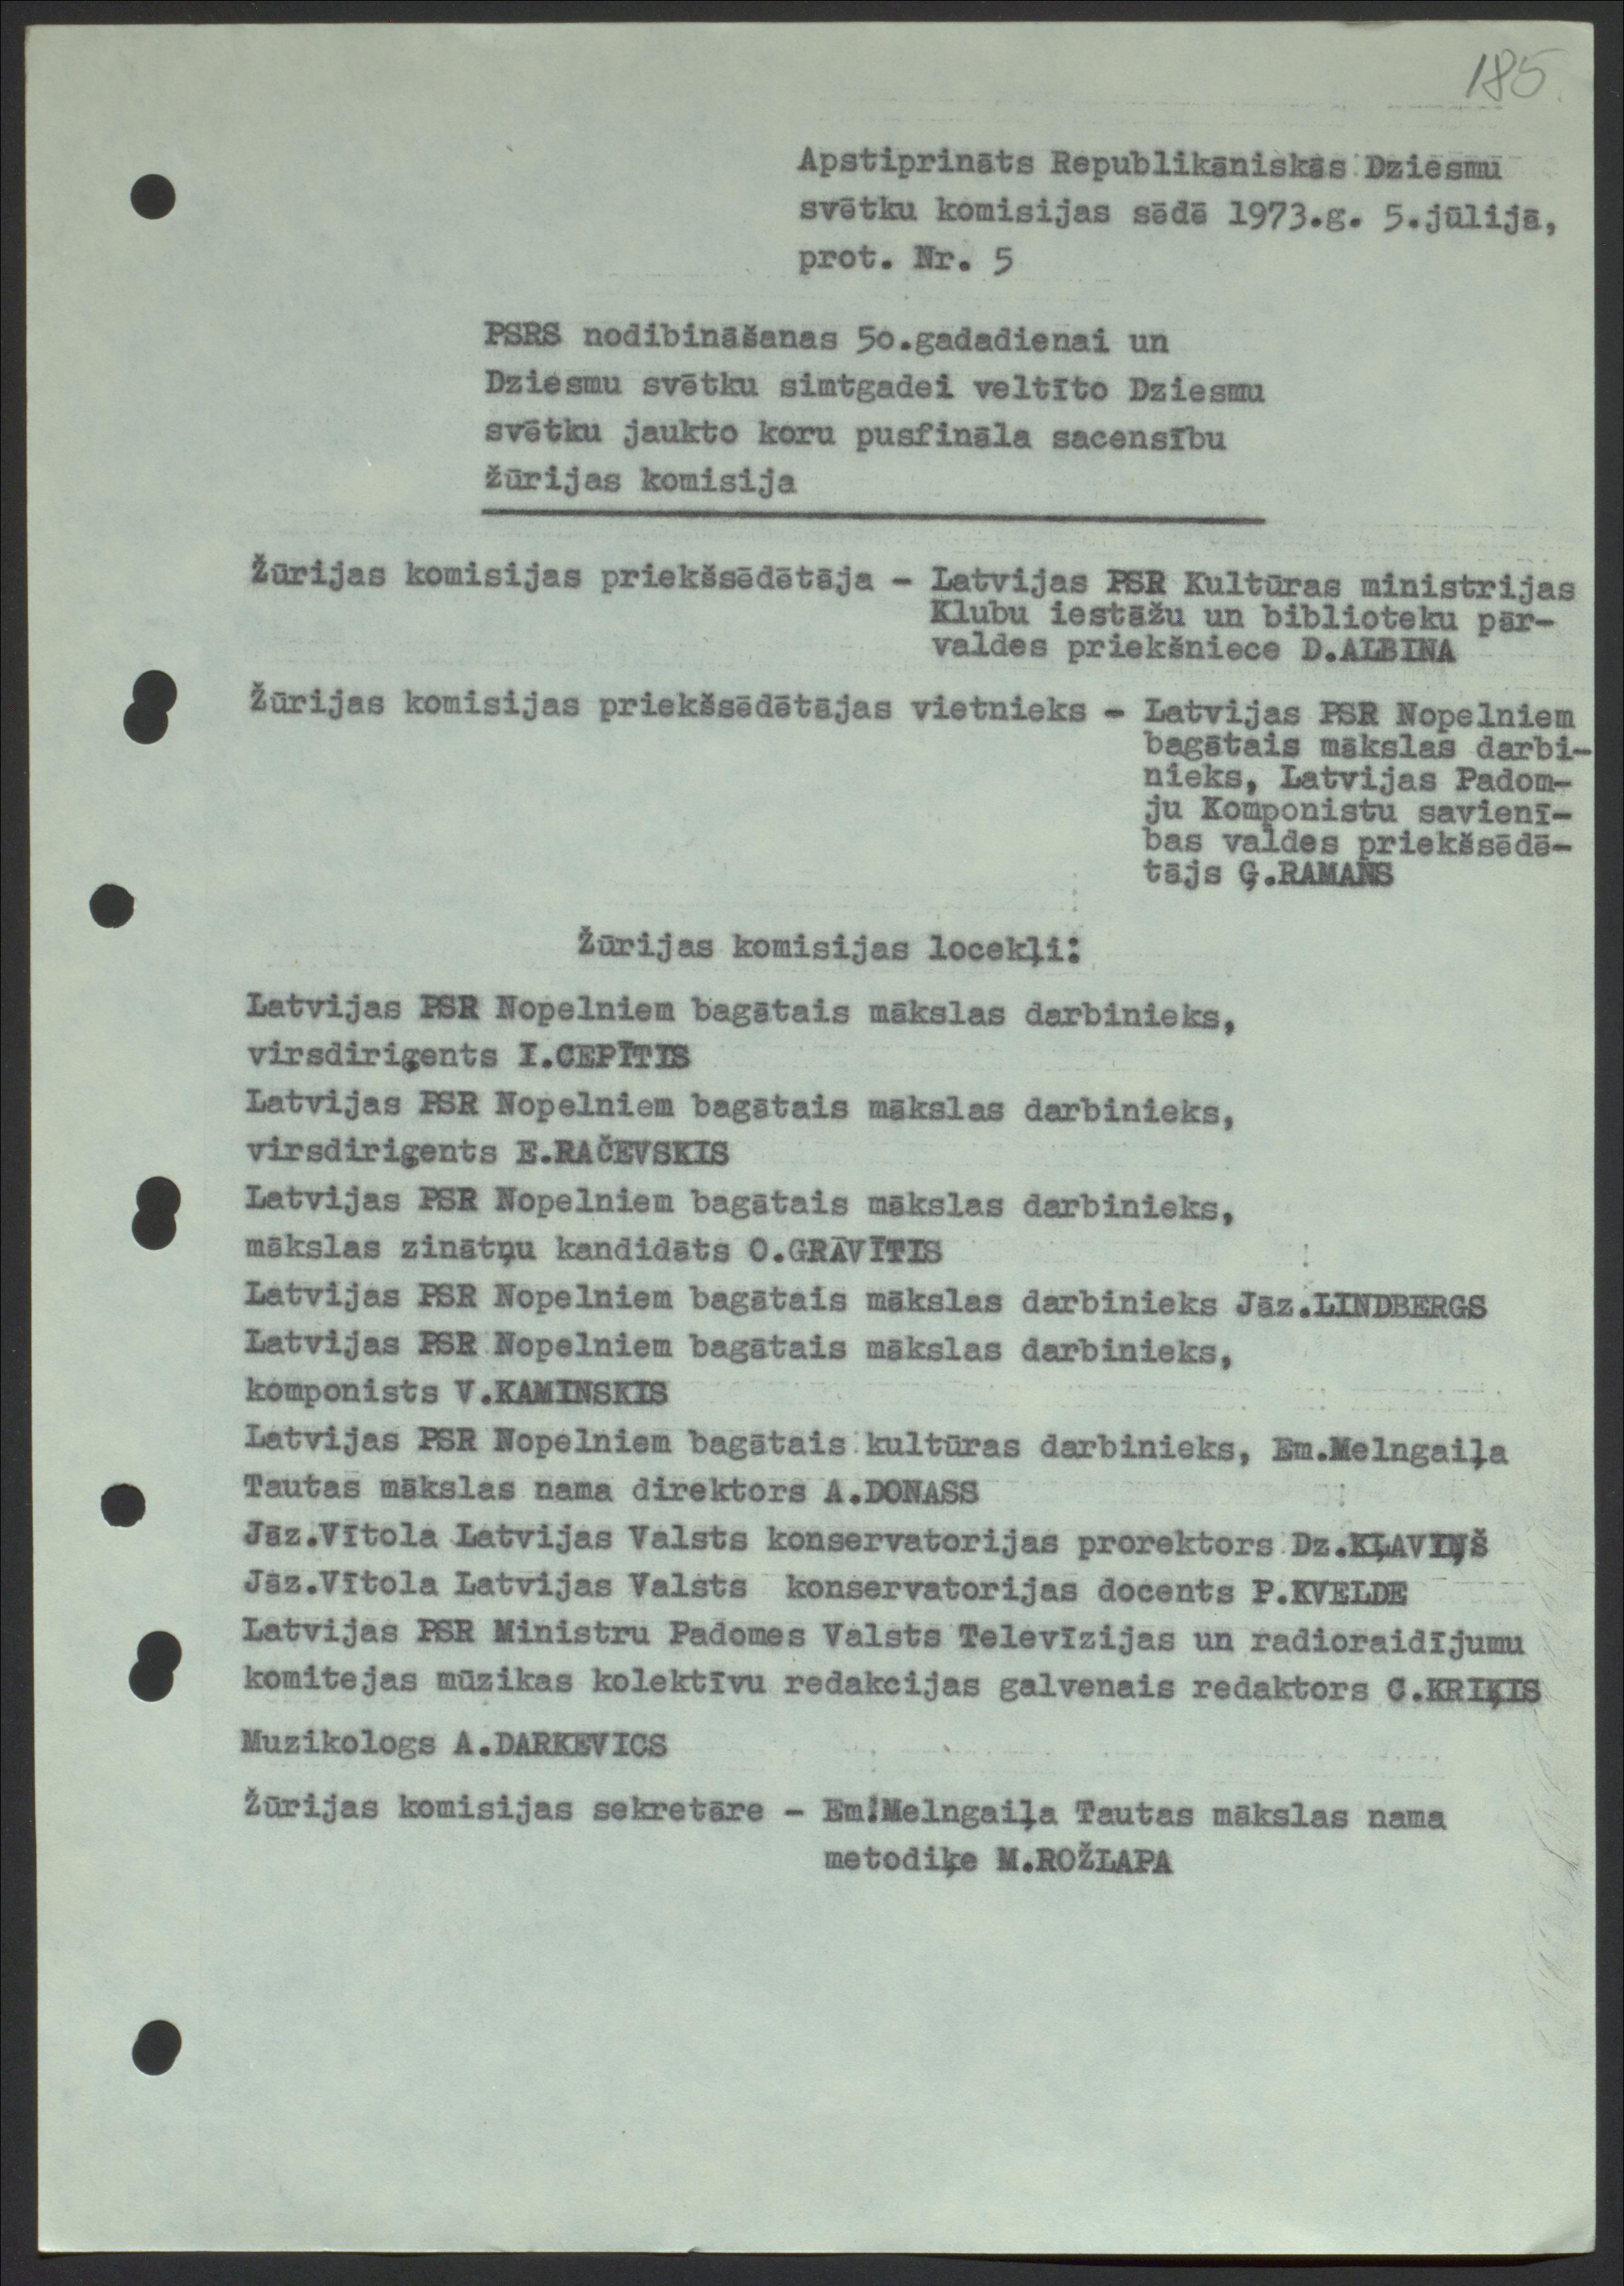 185
Apstiprināts Republikāniskās Dziesmu
svētku komisijas sēdē 1973.g. 5.jūlijā,
prot. Nr. 5
PSRS nodibināšanas 50.gadadienai un
Dziesmu svētku simtgadei veltīto Dziesmu
svētku jaukto koru pusfināla sacensību
žūrijas komisija
Žūrijas komisijas priekšsēdētāja - Latvijas PSR Kultūras ministrijas
Klubu iestāžu un biblioteku pār-
valdes priekšniece D.ALBINA
Žūrijas komisijas priekšsēdētājas vietnieks - Latvijas PSR Nopelniem
bagātais mākslas darbi-
nieks, Latvijas Padom-
ju Komponistu savienī-
bas valdes priekšsēdē-
tājs Ģ.RAMANS
Žūrijas komisijas locekļi:
Latvijas PSR Nopelniem bagātais mākslas darbinieks,
virsdiriģents I.CEPĪTIS
Latvijas PSR Nopelniem bagātais mākslas darbinieks,
virsdiriģents E.RAČEVSKIS
Latvijas PSR Nopelniem bagātais mākslas darbinieks,
mākslas zinātņu kandidāts O.GRĀVĪTIS
Latvijas PSR Nopelniem bagātais mākslas darbinieks Jāz.LINDBERGS
Latvijas PSR Nopelniem bagātais mākslas darbinieks,
komponists V.KAMINSKIS
Latvijas PSR Nopelniem bagātais kultūras darbinieks, Em.Melngaiļa
Tautas mākslas nama direktors A.DONASS
Jāz.Vītola Latvijas Valsts konservatorijas prorektors Dz.KĻAVIŅŠ
Jāz.Vītola Latvijas Valsts konservatorijas docents P.KVELDE
Latvijas PSR Ministru Padomes Valsts Televīzijas un radioraidījumu
komitejas mūzikas kolektīvu redakcijas galvenais redaktors C.KRIĶIS
Muzikologs A.DARKEVICS
Žūrijas komisijas sekretāre - Em.Melngaiļa Tautas mākslas nama
metodiķe M.ROŽLAPA